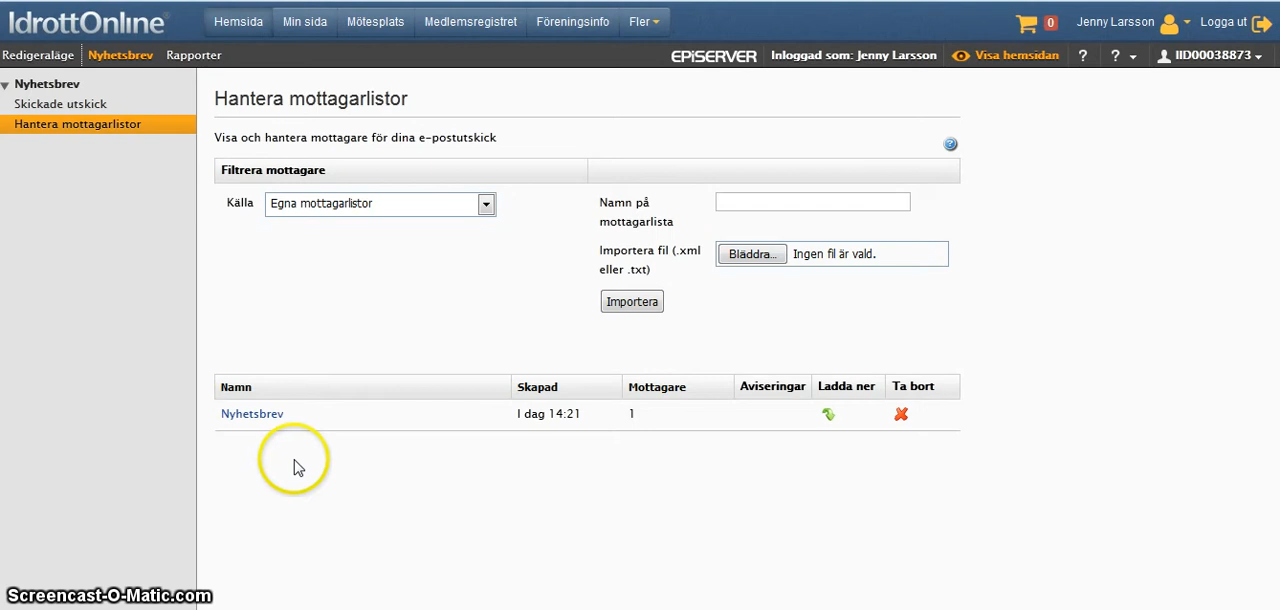 IdrottOnline Hemsida Min sida Mötesplats Medlemsregistret Föreningsinfo Fler 0 Jenny Larsson Logga ut
Redigeraläge Nyhetsbrev Rapporter EPiSERVER Inloggad som: Jenny Larsson Visa hemsidan ? ? IID00038873
Nyhetsbrev
Skickade utskick
Hantera mottagarlistor
Hantera mottagarlistor
Visa och hantera mottagare för dina e-postutskick
?
Filtrera mottagare
Källa Egna mottagarlistor
Namn på
mottagarlista
Importera fil (.xml
eller .txt)
Bläddra... Ingen fil är vald.
Importera
Namn Skapad Mottagare Aviseringar Ladda ner Ta bort
Nyhetsbrev I dag 14:21 1
Screencast-O-Matic.com